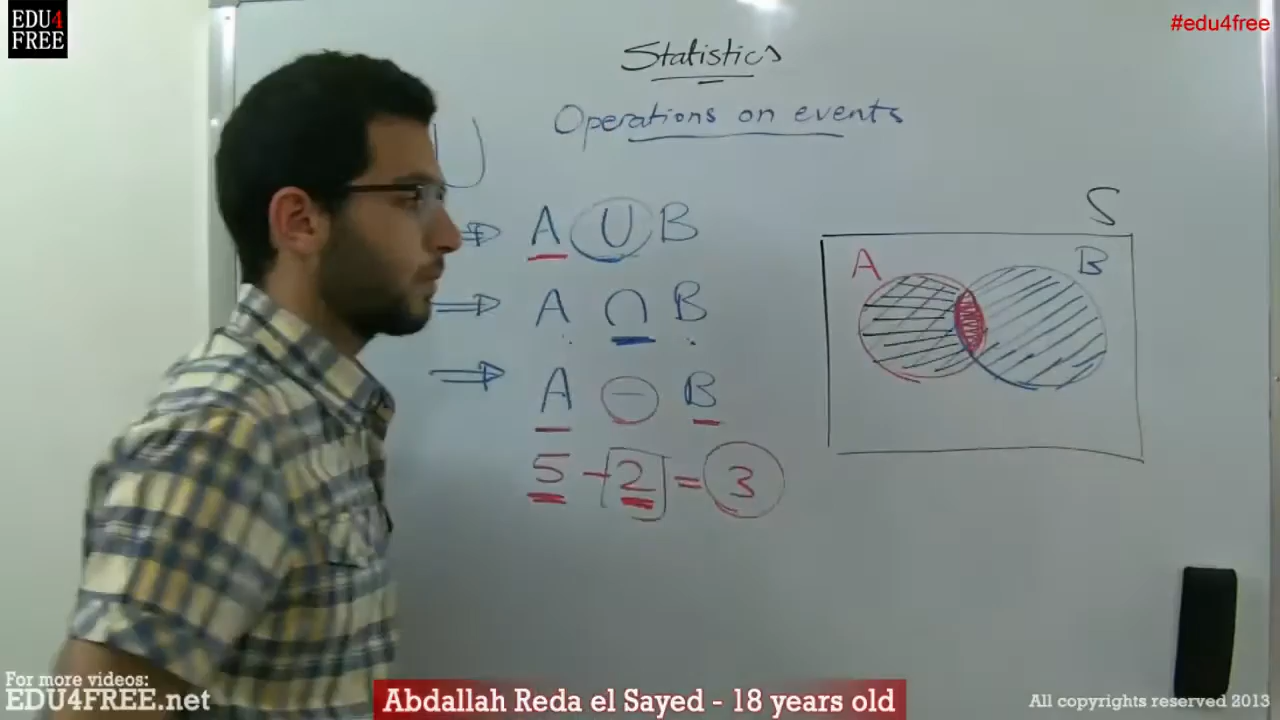 EDU4
FREE
#edu4free
Statistics
Operations on events
U
⇒ A ∪ B
⇒ A ∩ B
⇒ A − B
5 − 2 = 3
S
A
B
For more videos:
EDU4FREE.net
Abdallah Reda el Sayed - 18 years old
All copyrights reserved 2013